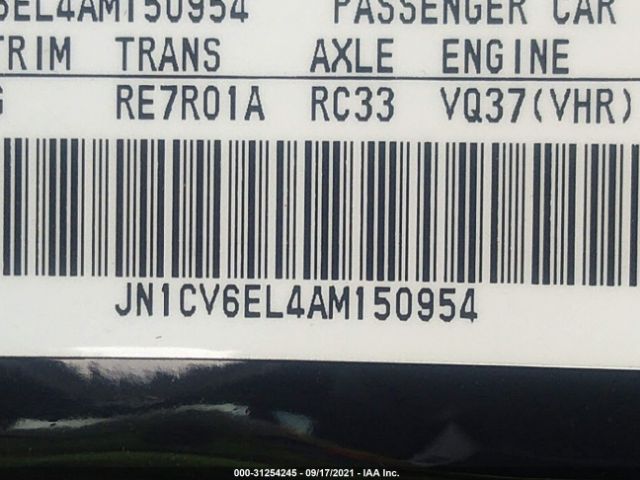 6EL4AM150954 PASSENGER CAR
TRIM TRANS AXLE ENGINE
G RE7R01A RC33 VQ37(VHR)
JN1CV6EL4AM150954
000-31254245 - 09/17/2021 - IAA Inc.